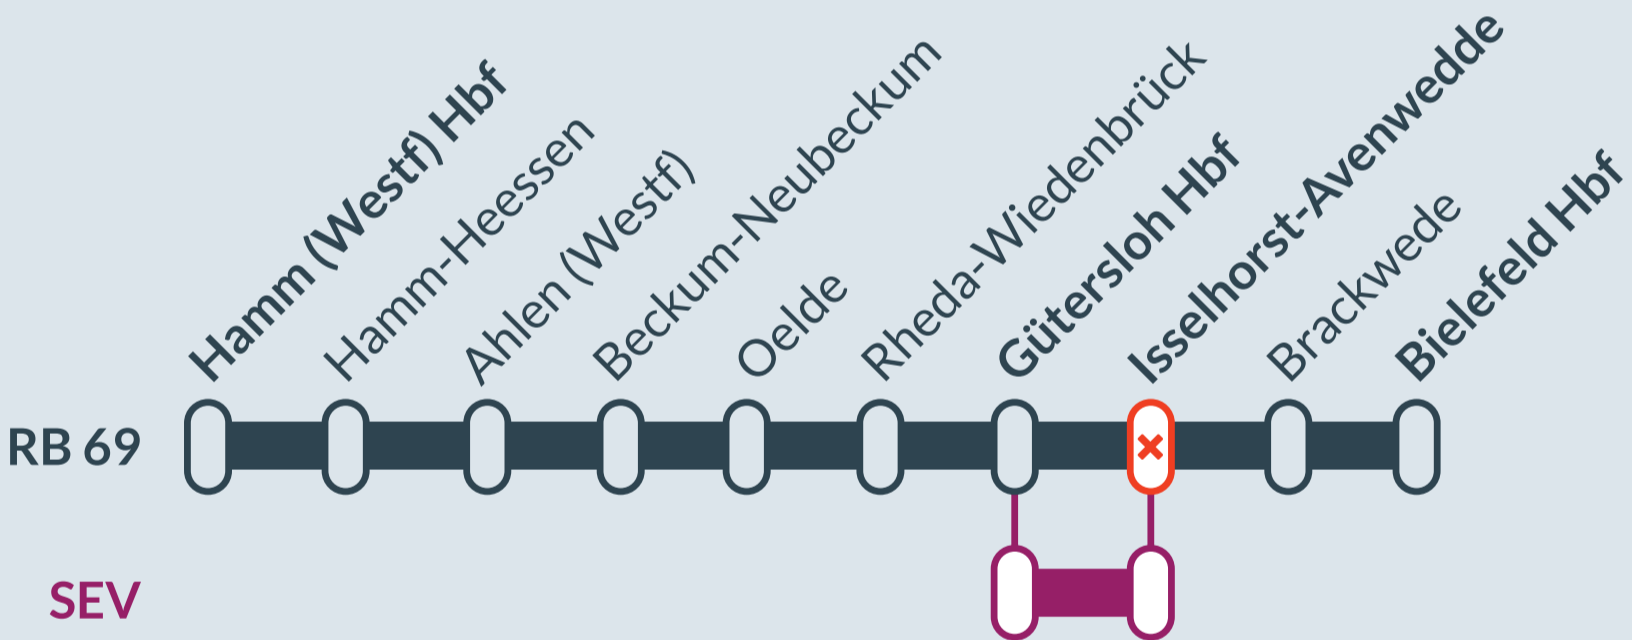 Hamm (Westf) Hbf
Hamm-Heessen
Ahlen (Westf)
Beckum-Neubeckum
Oelde
Rheda-Wiedenbrück
Gütersloh Hbf
Isselhorst-Avenwedde
Brackwede
Bielefeld Hbf
RB 69
SEV